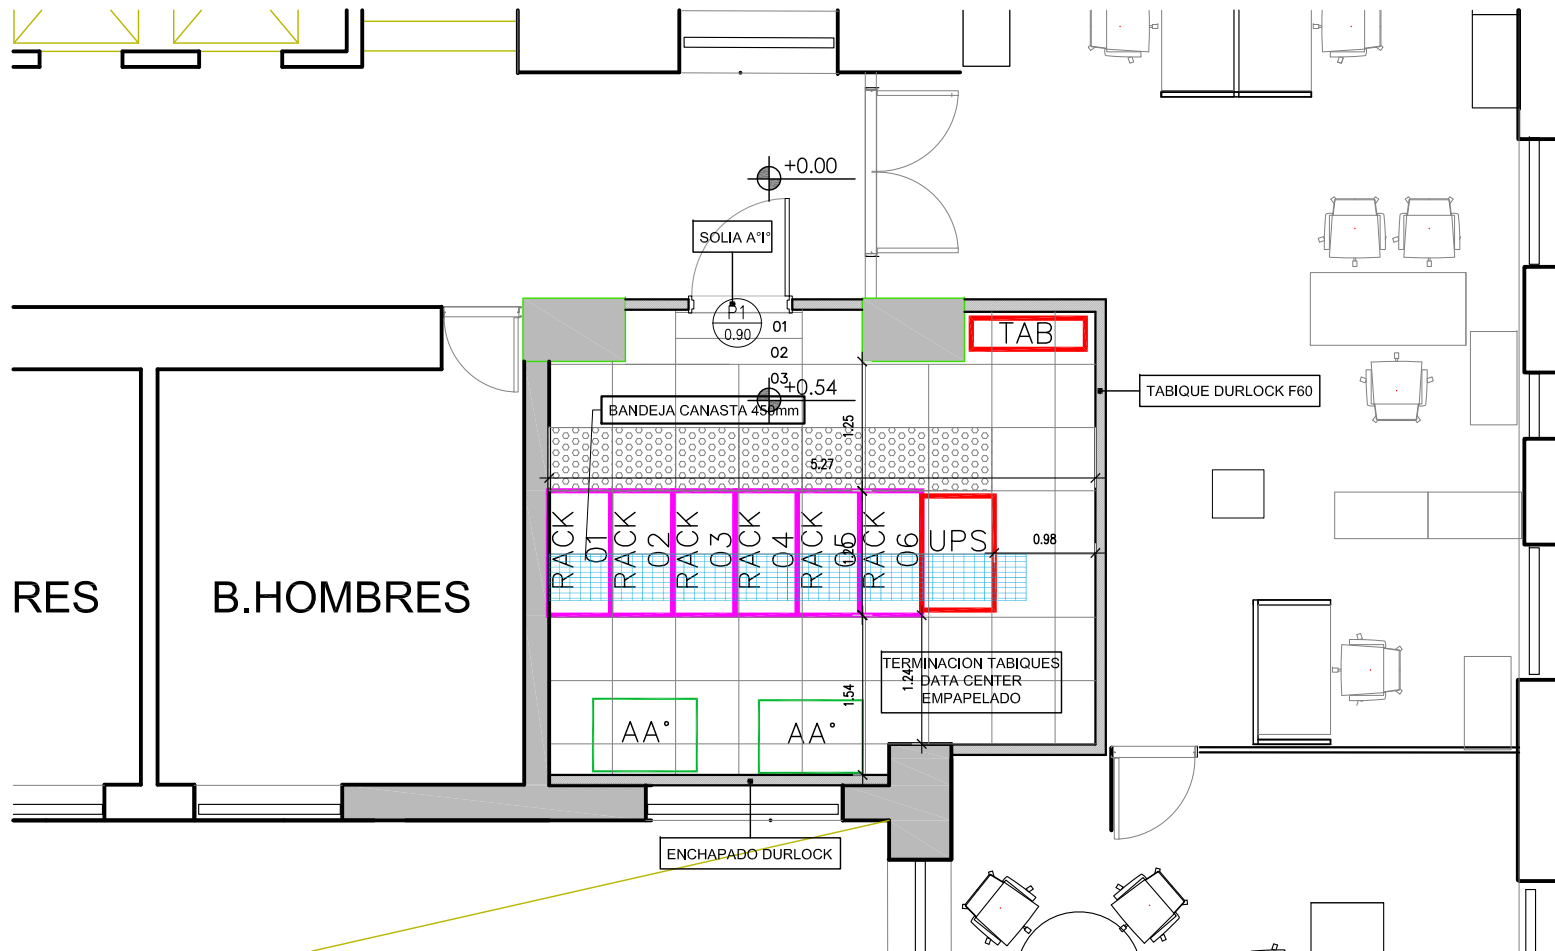 +0.00
SOLIA A°I°
P1
0.90
01
02
03
+0.54
TAB
TABIQUE DURLOCK F60
BANDEJA CANASTA 450mm
1.25
5.27
RACK 01
RACK 02
RACK 03
RACK 04
RACK 05
RACK 06
1.20
UPS
0.98
RES
B.HOMBRES
TERMINACION TABIQUES
DATA CENTER
EMPAPELADO
1.24
1.54
AA°
AA°
ENCHAPADO DURLOCK